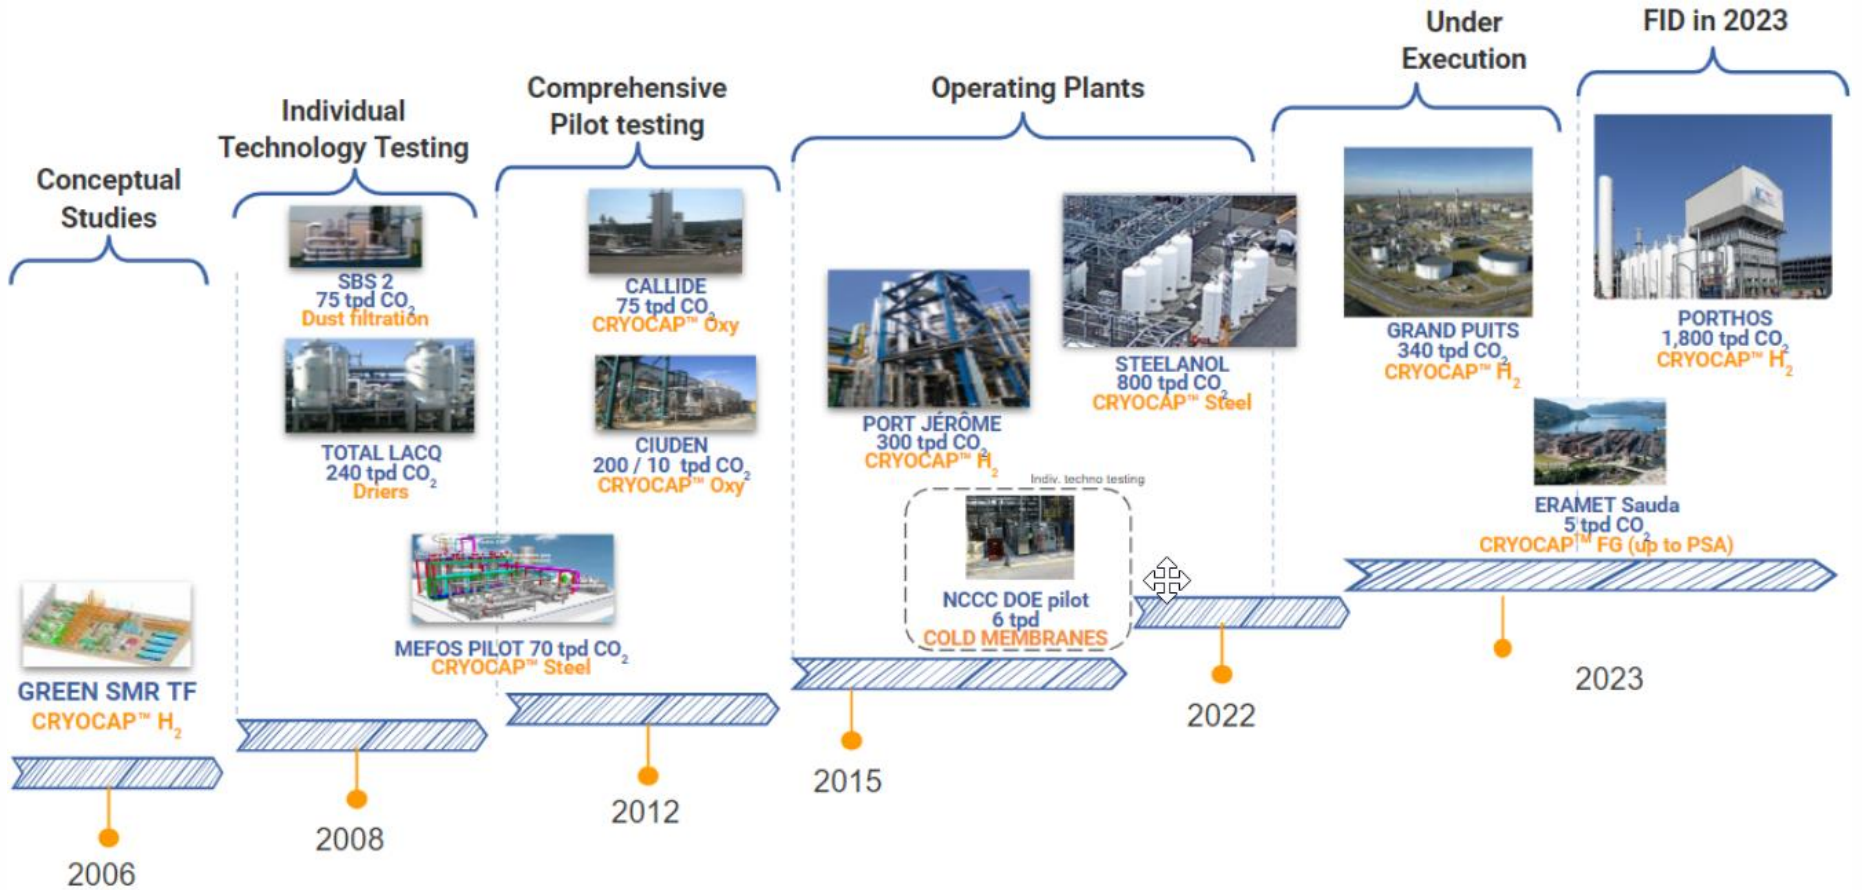 Conceptual
Studies
GREEN SMR TF
CRYOCAP™ H₂
2006
Individual
Technology Testing
SBS 2
75 tpd CO₂
Dust filtration
TOTAL LACQ
240 tpd CO₂
Driers
MEFOS PILOT 70 tpd CO₂
CRYOCAP™ Steel
2008
Comprehensive
Pilot testing
CALLIDE
75 tpd CO₂
CRYOCAP™ Oxy
CIUDEN
200 / 10 tpd CO₂
CRYOCAP™ Oxy
2012
Operating Plants
PORT JÉRÔME
300 tpd CO₂
CRYOCAP™ H₂
STEELANOL
800 tpd CO₂
CRYOCAP™ Steel
Indiv. techno testing
NCCC DOE pilot
6 tpd
COLD MEMBRANES
2015
2022
Under
Execution
GRAND PUITS
340 tpd CO₂
CRYOCAP™ H₂
FID in 2023
PORTHOS
1,800 tpd CO₂
CRYOCAP™ H₂
ERAMET Sauda
5 tpd CO₂
CRYOCAP™ FG (up to PSA)
2023